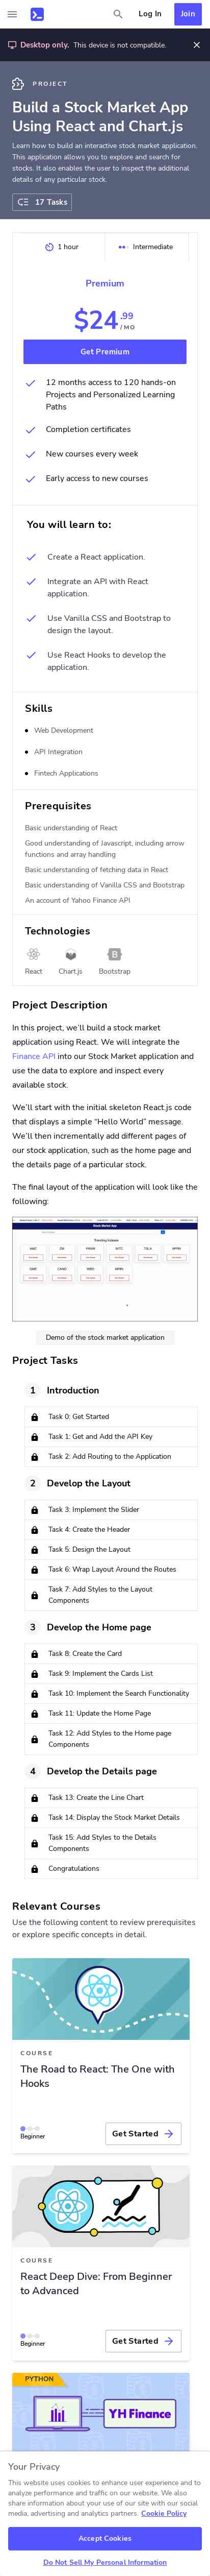 Log In
Join
Desktop only. This device is not compatible.
PROJECT
Build a Stock Market App
Using React and Chart.js
Learn how to build an interactive stock market app.
This application allows you to explore and search for
stocks. It also enables the user to inspect the additional
details of any particular stock.
17 Tasks
1 hour
Intermediate
Premium
$24.99
/MO
Get Premium
12 months access to 120 hands-on
Projects and Personalized Learning
Paths
Completion certificates
New courses every week
Early access to new courses
You will learn to:
Create a React application.
Integrate an API with React
application.
Use Vanilla CSS and Bootstrap to
design the layout.
Use React Hooks to develop the
application.
Skills
Web Development
API Integration
Fintech Applications
Prerequisites
Basic understanding of React
Good understanding of Javascript, including arrow
functions and array handling
Basic understanding of fetching data in React
Basic understanding of Vanilla CSS and Bootstrap
An account of Yahoo Finance API
Technologies
React
Chart.js
B
Bootstrap
Project Description
In this project, we’ll build a stock market
application using React. We will integrate the
Finance API into our Stock Market application and
use the data to explore and inspect every
available stock.
We’ll start with the initial skeleton React.js code
that displays a simple “Hello World” message.
We’ll then incrementally add different pages of
our stock application, such as the home page and
the details page of a particular stock.
The final layout of the application will look like the
following:
Stock Market App
Demo of the stock market application
Project Tasks
1
Introduction
Task 0: Get Started
Task 1: Get and Add the API Key
Task 2: Add Routing to the Application
2
Develop the Layout
Task 3: Implement the Slider
Task 4: Create the Header
Task 5: Design the Layout
Task 6: Wrap Layout Around the Routes
Task 7: Add Styles to the Layout
Components
3
Develop the Home page
Task 8: Create the Card
Task 9: Implement the Cards List
Task 10: Implement the Search Functionality
Task 11: Update the Home Page
Task 12: Add Styles to the Home page
Components
4
Develop the Details page
Task 13: Create the Line Chart
Task 14: Display the Stock Market Details
Task 15: Add Styles to the Details
Components
Congratulations
Relevant Courses
Use the following content to review prerequisites
or explore specific concepts in detail.
COURSE
The Road to React: The One with
Hooks
Beginner
Get Started
COURSE
React Deep Dive: From Beginner
to Advanced
Beginner
Get Started
PYTHON
YH Finance
Your Privacy
This website uses cookies to enhance user experience and to
analyze performance and traffic on our website. We also
share information about your use of our site with our social
media, advertising and analytics partners. Cookie Policy
Accept Cookies
Do Not Sell My Personal Information